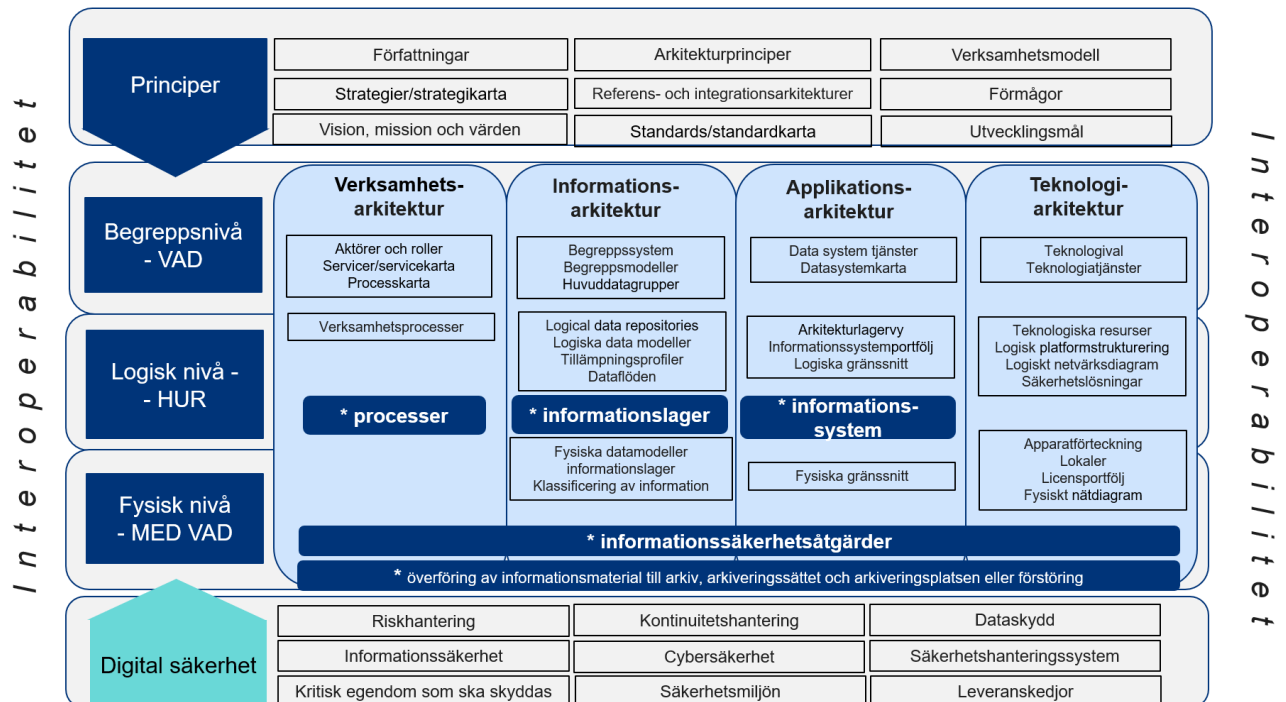 Interoperabilitet
Principer
Författningar
Arkitekturprinciper
Verksamhetsmodell
Strategier/strategikarta
Referens- och integrationsarkitekturer
Förmågor
Vision, mission och värden
Standards/standardkarta
Utvecklingsmål
Begreppsnivå
- VAD
Logisk nivå -
- HUR
Fysisk nivå
- MED VAD
Verksamhets-
arkitektur
Aktörer och roller
Servicer/servicekarta
Processkarta
Verksamhetsprocesser
* processer
Informations-
arkitektur
Begreppssystem
Begreppsmodeller
Huvuddatagrupper
Logical data repositories
Logiska data modeller
Tillämpningsprofiler
Dataflöden
* informationslager
Fysiska datamodeller
informationslager
Klassificering av information
Applikations-
arkitektur
Data system tjänster
Datasystemkarta
Arkitekturlagervy
Informationssystemportfölj
Logiska gränssnitt
* informations-
system
Fysiska gränssnitt
Teknologi-
arkitektur
Teknologival
Teknologiatjänster
Teknologiska resurser
Logisk platformstrukturering
Logiskt netvärksdiagram
Säkerhetslösningar
Apparatförteckning
Lokaler
Licensportfölj
Fysiskt nätdiagram
* informationssäkerhetsåtgärder
* överföring av informationsmaterial till arkiv, arkiveringssättet och arkiveringsplatsen eller förstöring
Digital säkerhet
Riskhantering
Kontinuitetshantering
Dataskydd
Informationssäkerhet
Cybersäkerhet
Säkerhetshanteringssystem
Kritisk egendom som ska skyddas
Säkerhetsmiljön
Leveranskedjor
Interoperabilitet